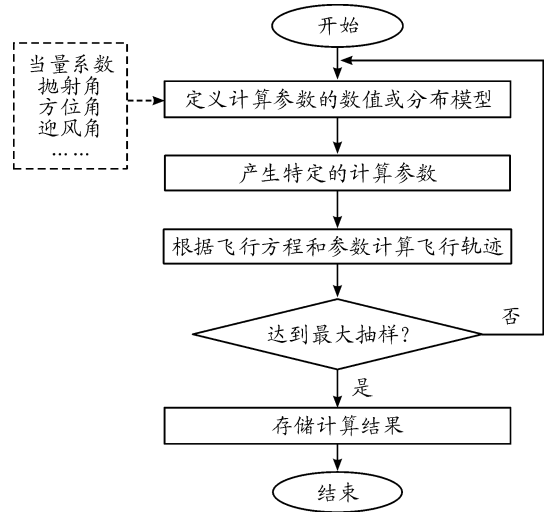 开始
当量系数
抛射角
方位角
迎风角
……
定义计算参数的数值或分布模型
产生特定的计算参数
根据飞行方程和参数计算飞行轨迹
达到最大抽样?
否
是
存储计算结果
结束